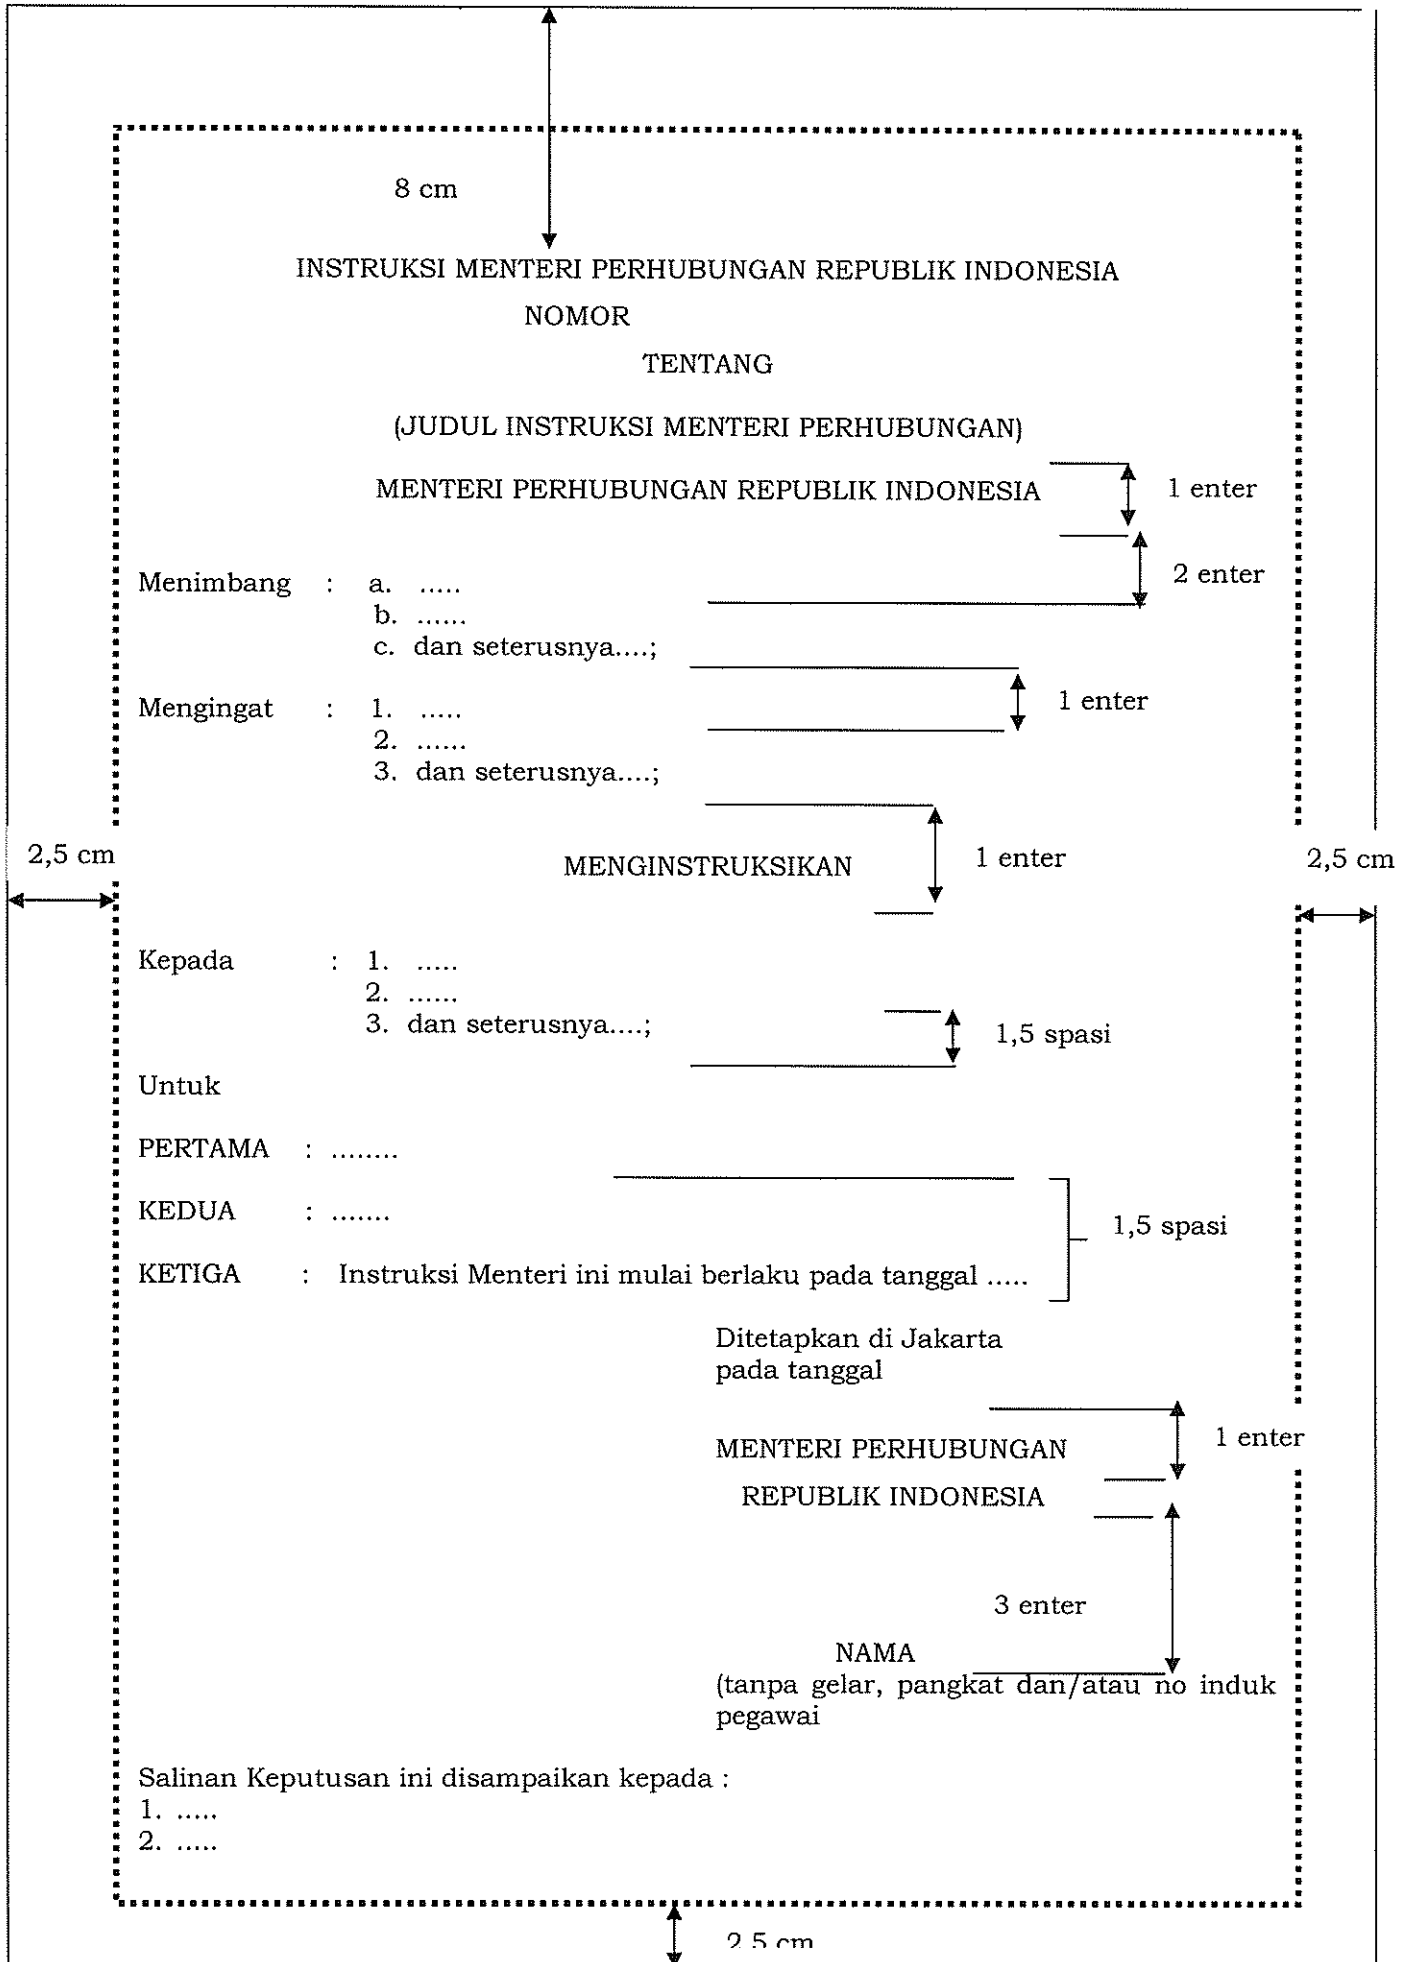 8 cm
INSTRUKSI MENTERI PERHUBUNGAN REPUBLIK INDONESIA
NOMOR
TENTANG
(JUDUL INSTRUKSI MENTERI PERHUBUNGAN)
MENTERI PERHUBUNGAN REPUBLIK INDONESIA 1 enter
2 enter
Menimbang : a. .....
b. ......
c. dan seterusnya....;
1 enter
Mengingat : 1. .....
2. ......
3. dan seterusnya....;
2,5 cm MENGINSTRUKSIKAN 1 enter 2,5 cm
Kepada : 1. .....
2. ......
3. dan seterusnya....;
1,5 spasi
Untuk
PERTAMA : ........
KEDUA : .......
1,5 spasi
KETIGA : Instruksi Menteri ini mulai berlaku pada tanggal .....
Ditetapkan di Jakarta
pada tanggal
MENTERI PERHUBUNGAN 1 enter
REPUBLIK INDONESIA
3 enter
NAMA
(tanpa gelar, pangkat dan/atau no induk
pegawai
Salinan Keputusan ini disampaikan kepada :
1. .....
2. .....
2,5 cm